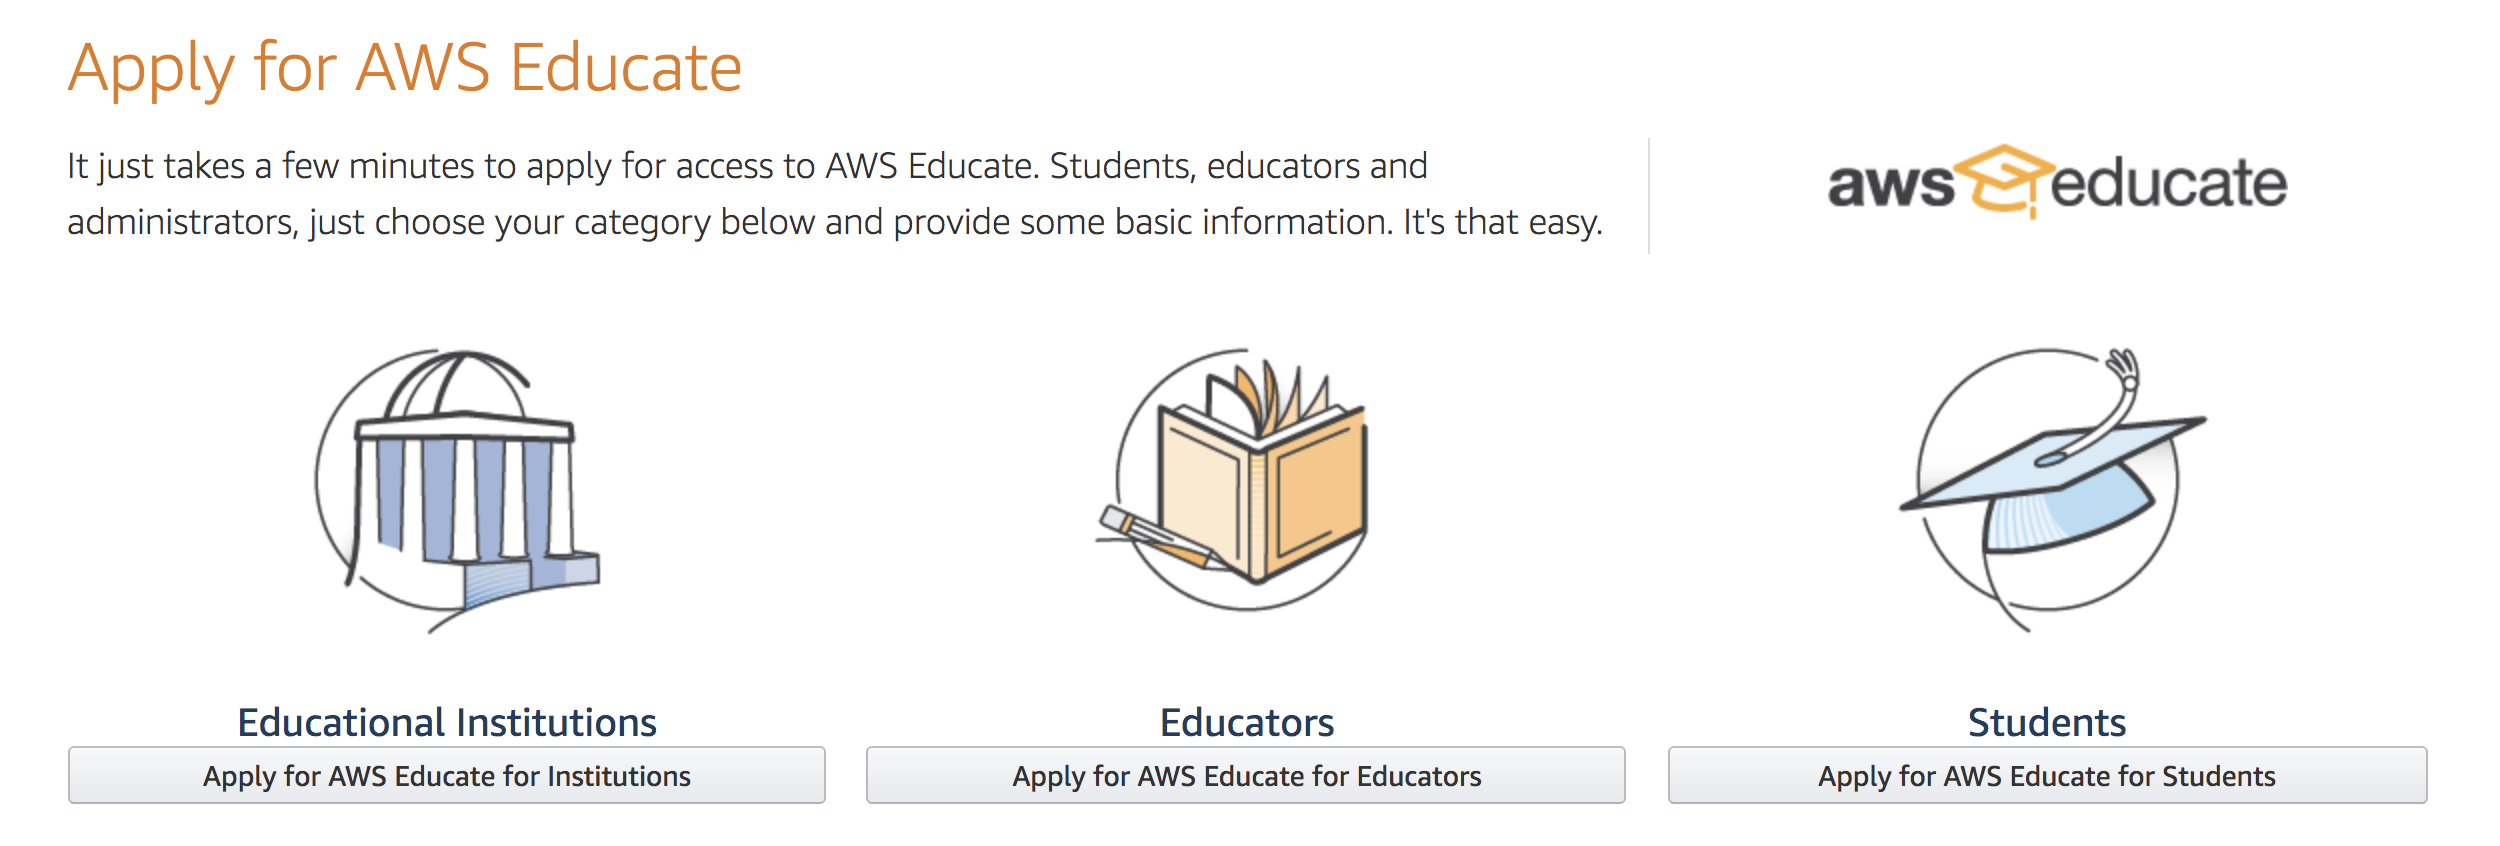 Apply for AWS Educate
It just takes a few minutes to apply for access to AWS Educate. Students, educators and
administrators, just choose your category below and provide some basic information. It's that easy.
aws educate
Educational Institutions
Apply for AWS Educate for Institutions
Educators
Apply for AWS Educate for Educators
Students
Apply for AWS Educate for Students